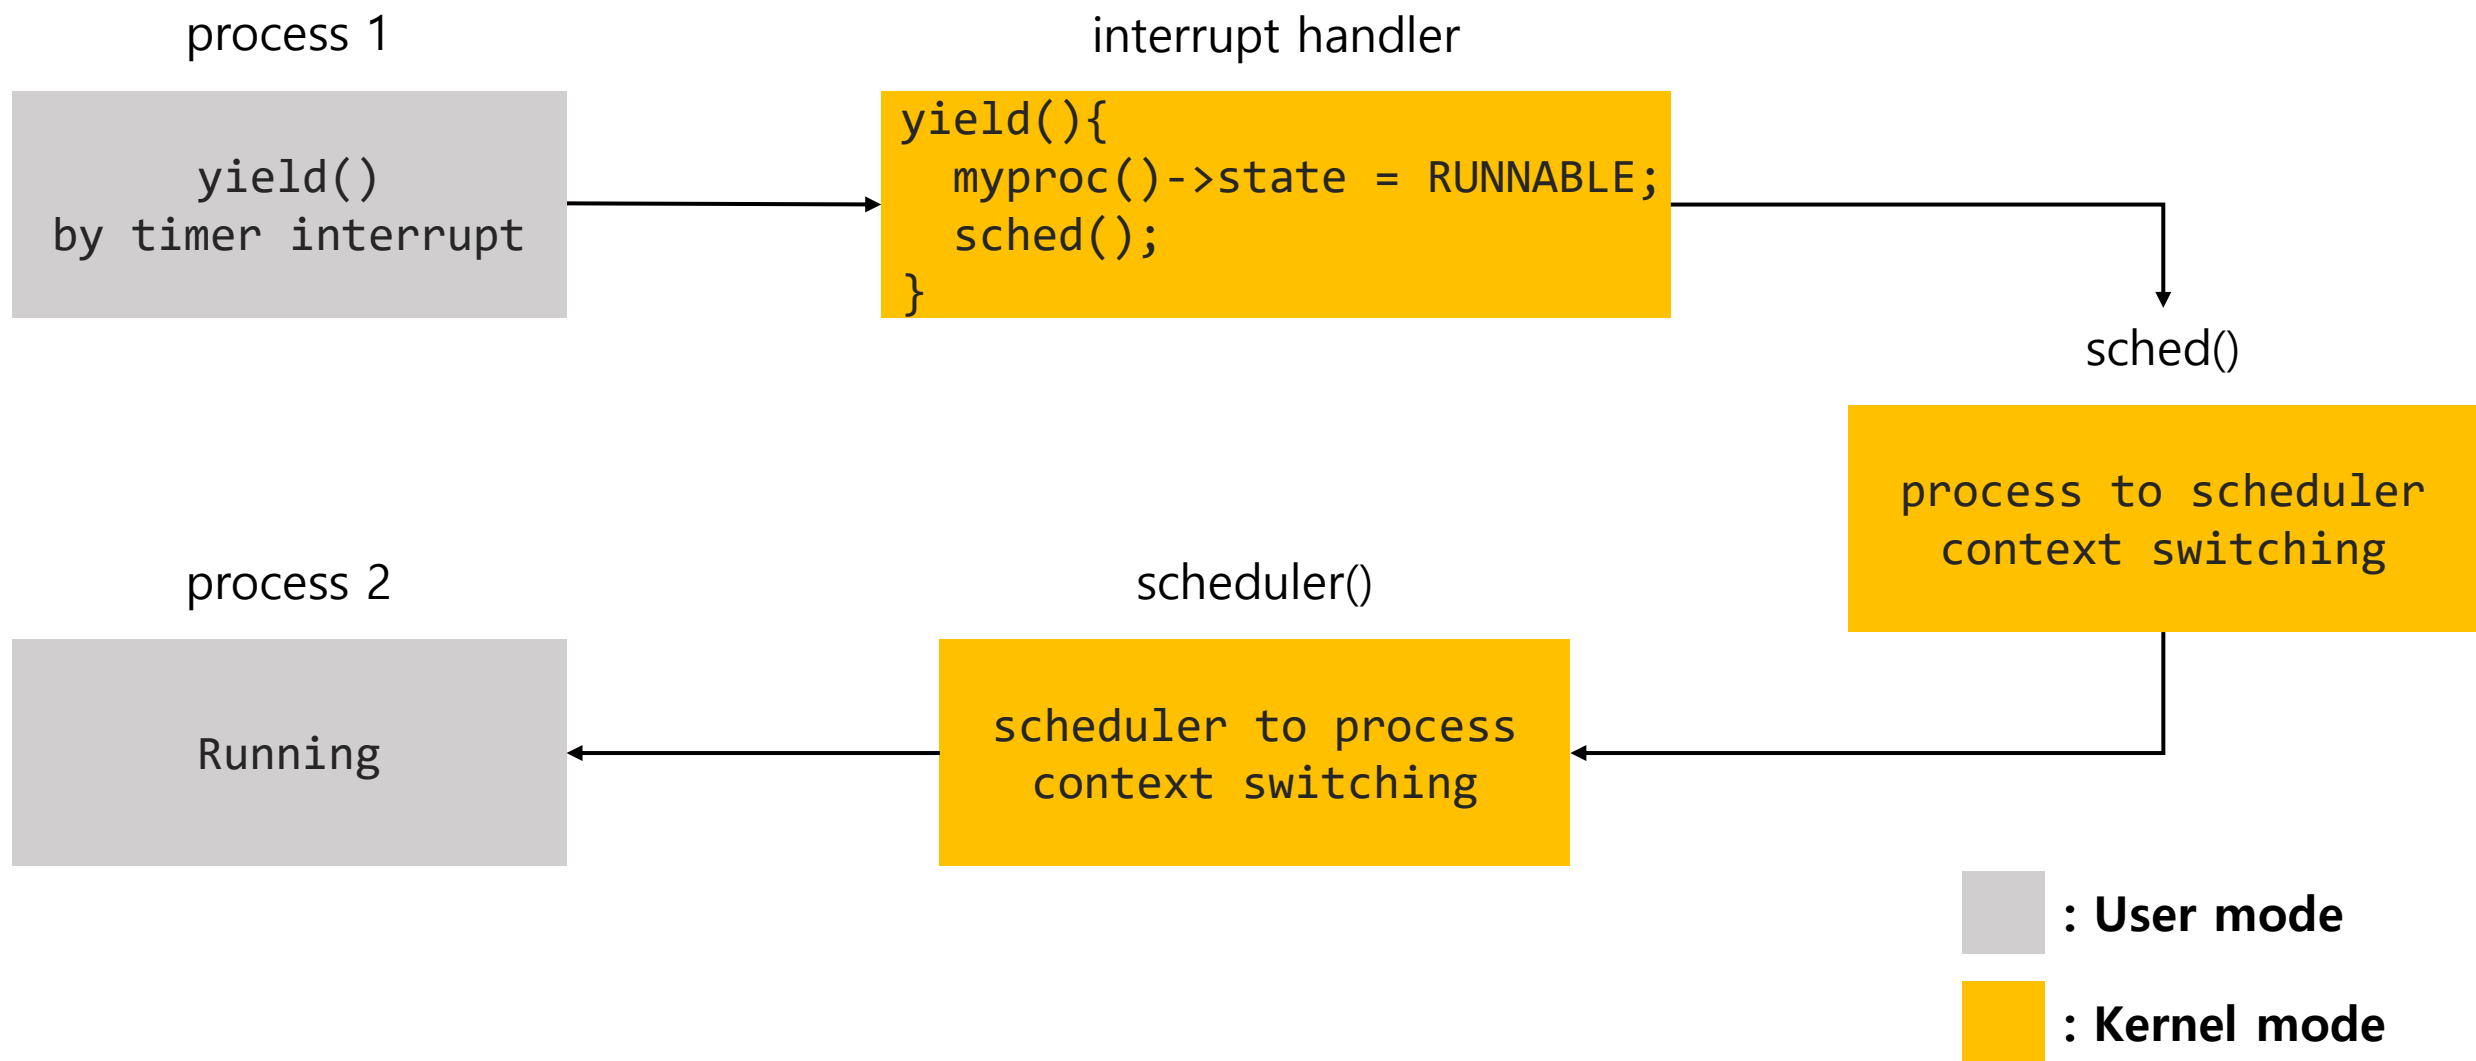 process 1
interrupt handler
yield()
by timer interrupt
yield(){
myproc()->state = RUNNABLE;
sched();
}
sched()
process to scheduler
context switching
process 2
scheduler()
Running
scheduler to process
context switching
: User mode
: Kernel mode